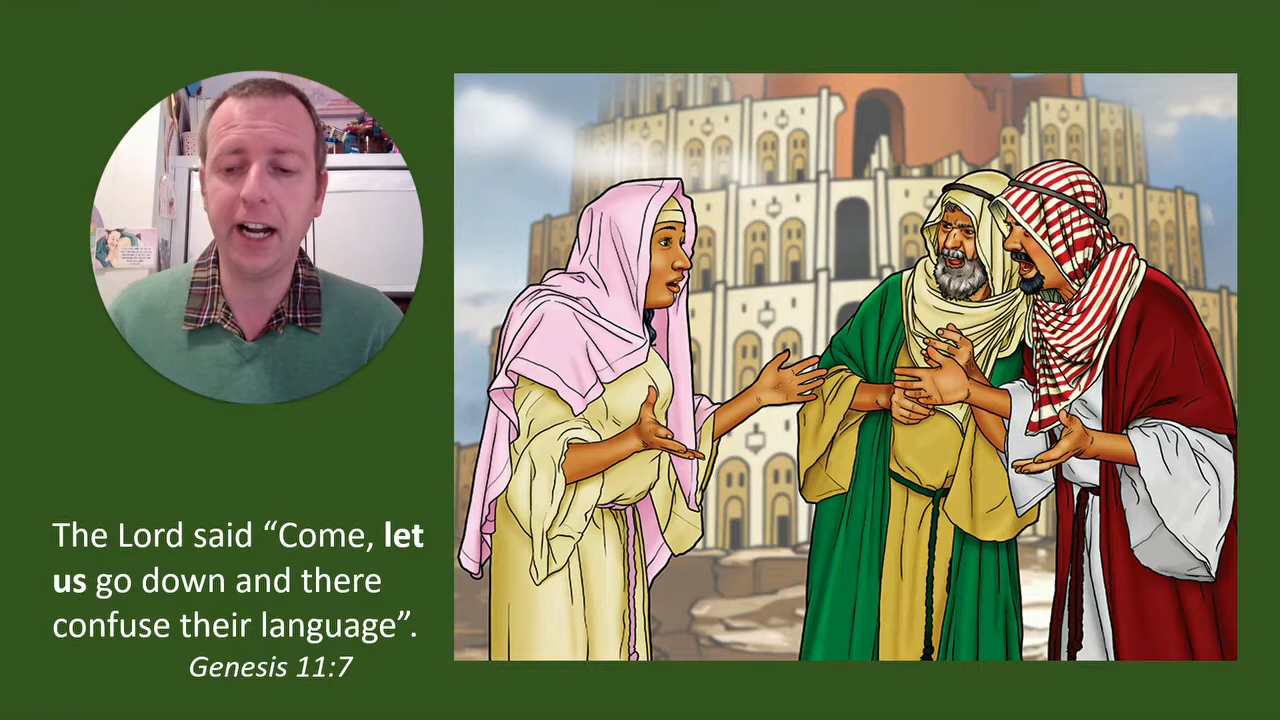 The Lord said “Come, let
us go down and there
confuse their language”.
Genesis 11:7